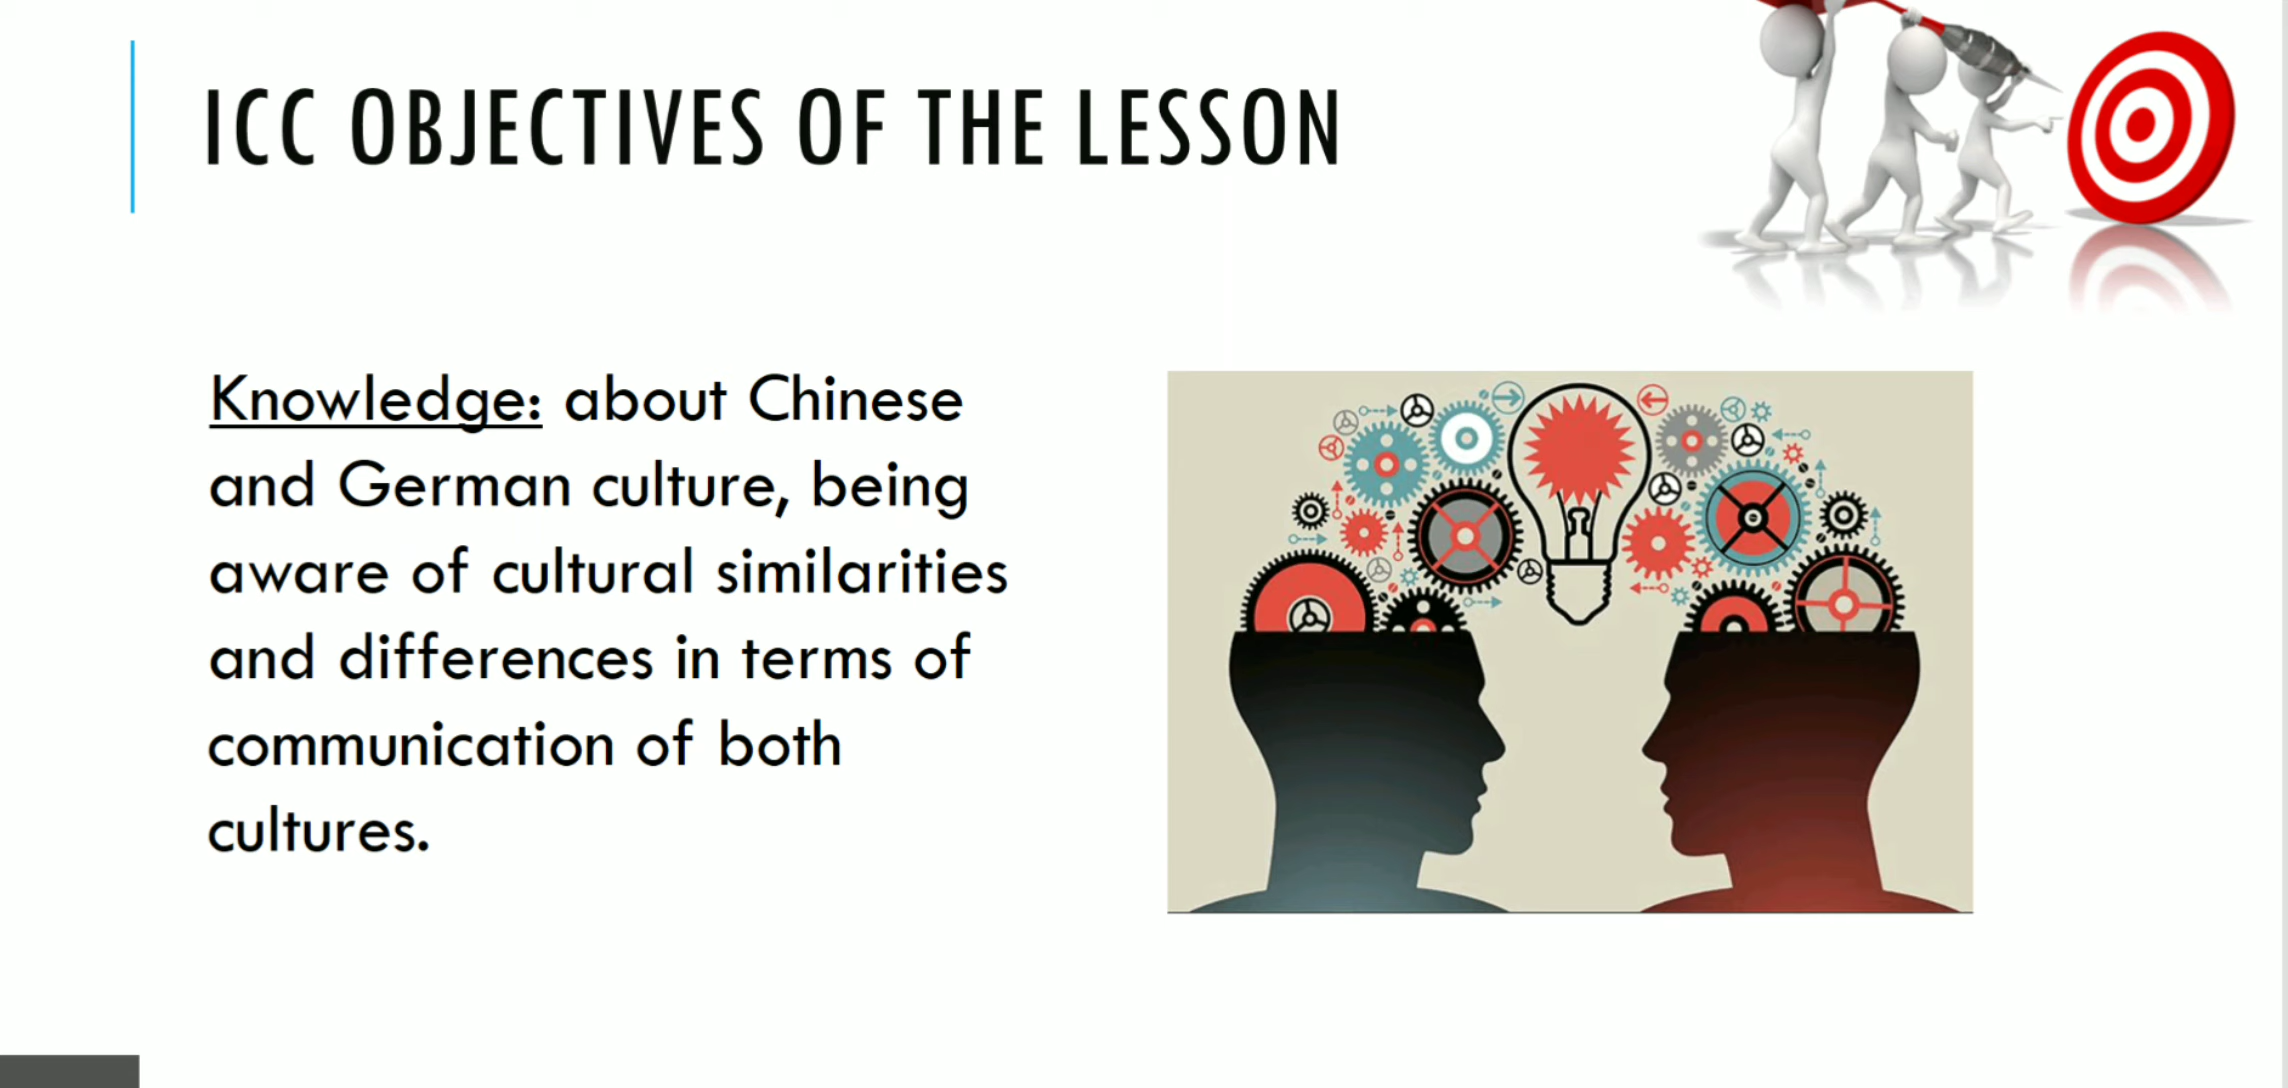 ICC OBJECTIVES OF THE LESSON
Knowledge: about Chinese
and German culture, being
aware of cultural similarities
and differences in terms of
communication of both
cultures.